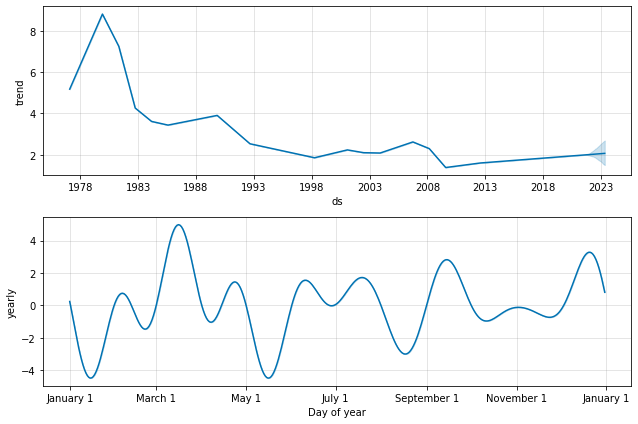 8
6
4
2
trend
1978 1983 1988 1993 1998 2003 2008 2013 2018 2023
ds
4
2
0
−2
−4
yearly
January 1 March 1 May 1 July 1 September 1 November 1 January 1
Day of year